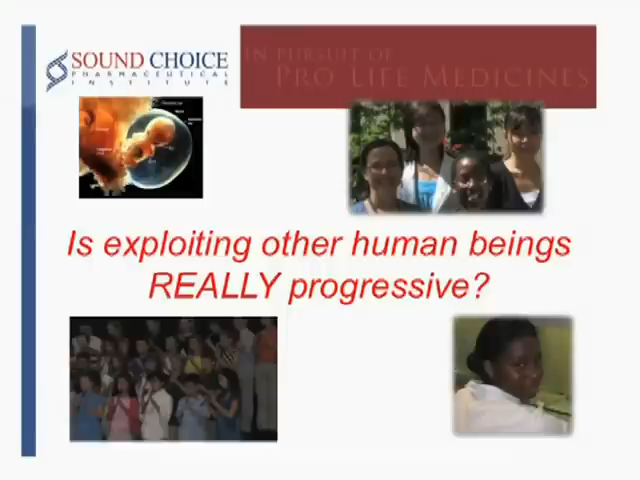 SOUND CHOICE
PHARMACEUTICAL
INSTITUTE
IN PURSUIT OF
PRO LIFE MEDICINES
Is exploiting other human beings
REALLY progressive?